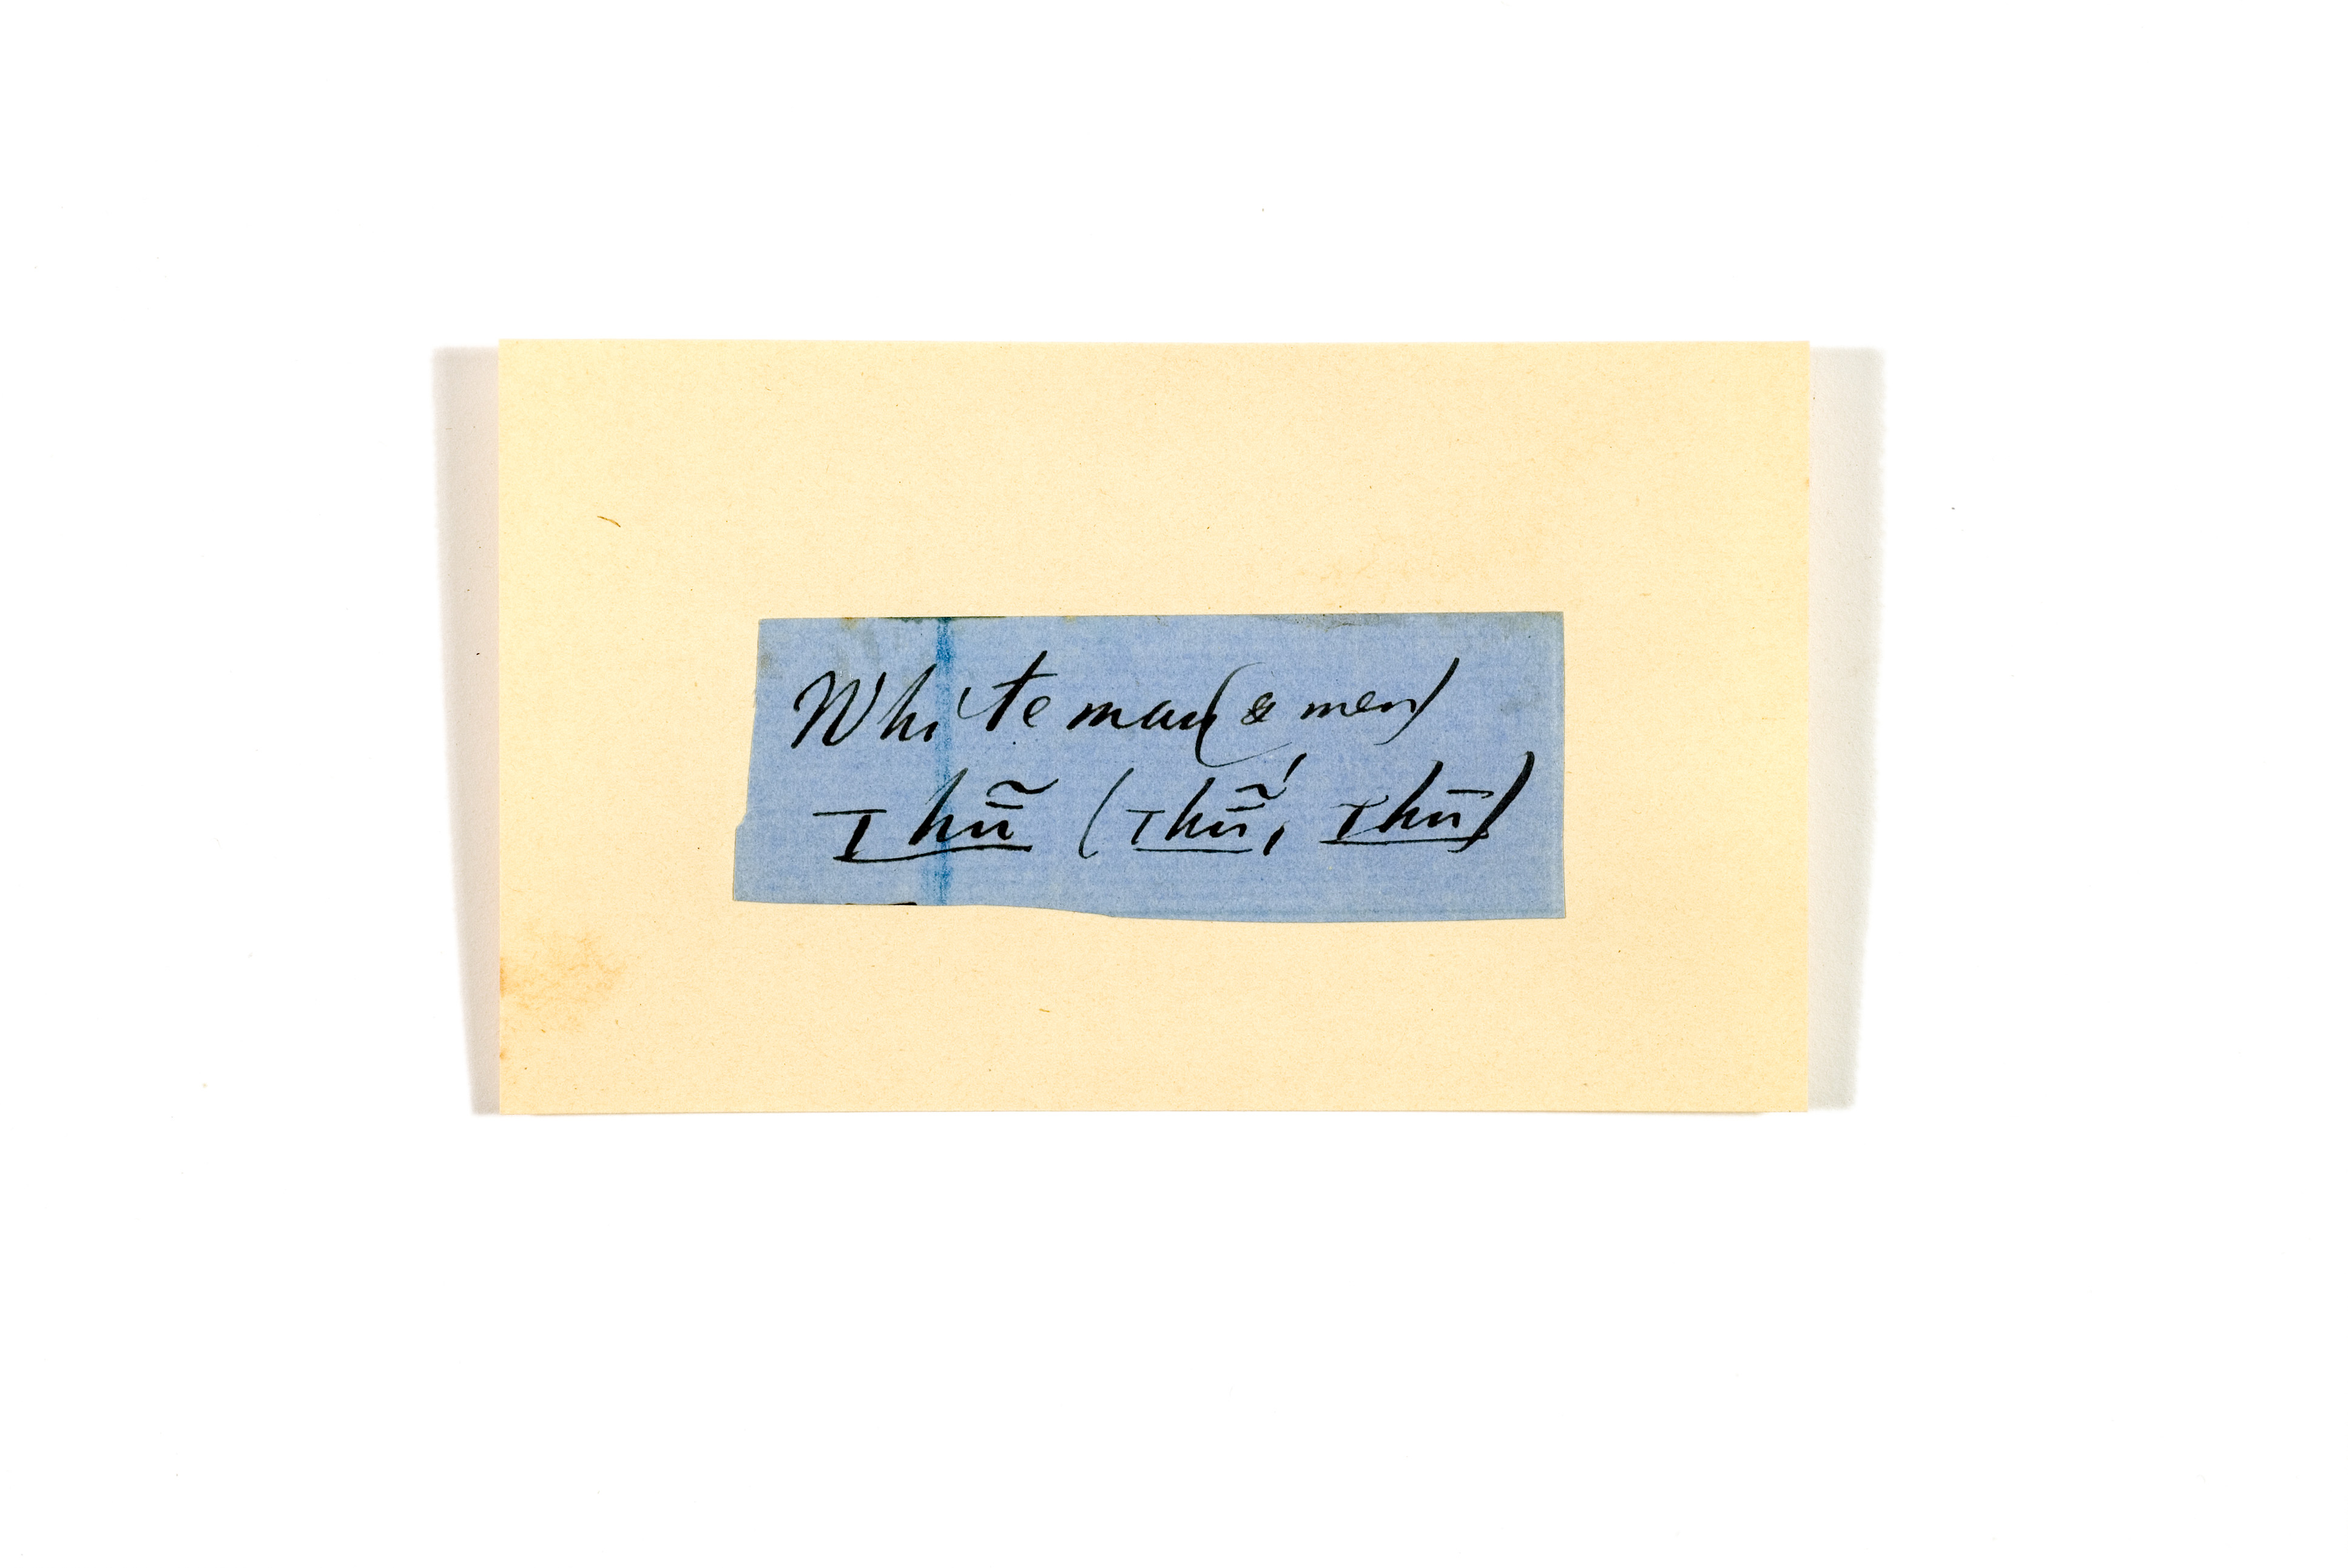 White man (& men)
Thū̃ (Thū̃́, Thū)